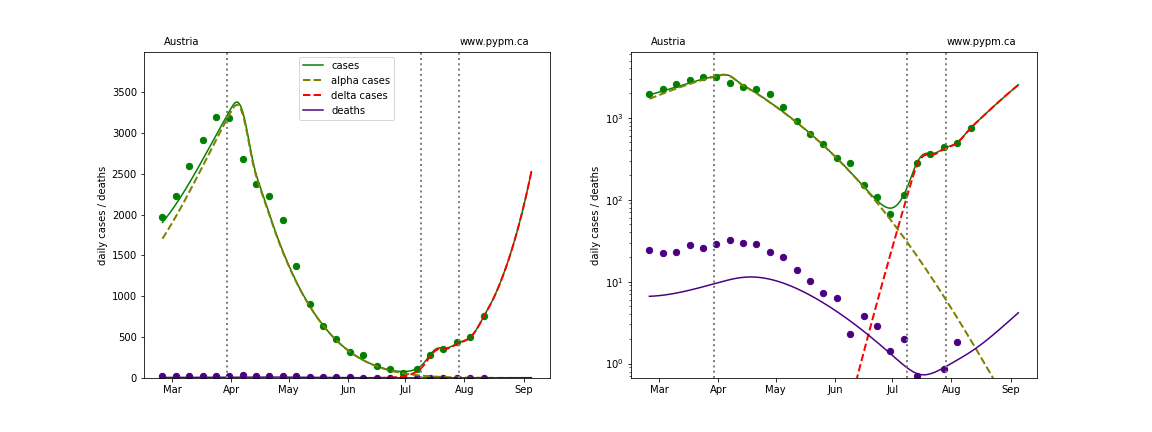 Austria
www.pypm.ca
cases
alpha cases
delta cases
deaths
daily cases / deaths
3500
3000
2500
2000
1500
1000
500
0
Mar
Apr
May
Jun
Jul
Aug
Sep
Austria
www.pypm.ca
daily cases / deaths
10³
10²
10¹
10⁰
Mar
Apr
May
Jun
Jul
Aug
Sep